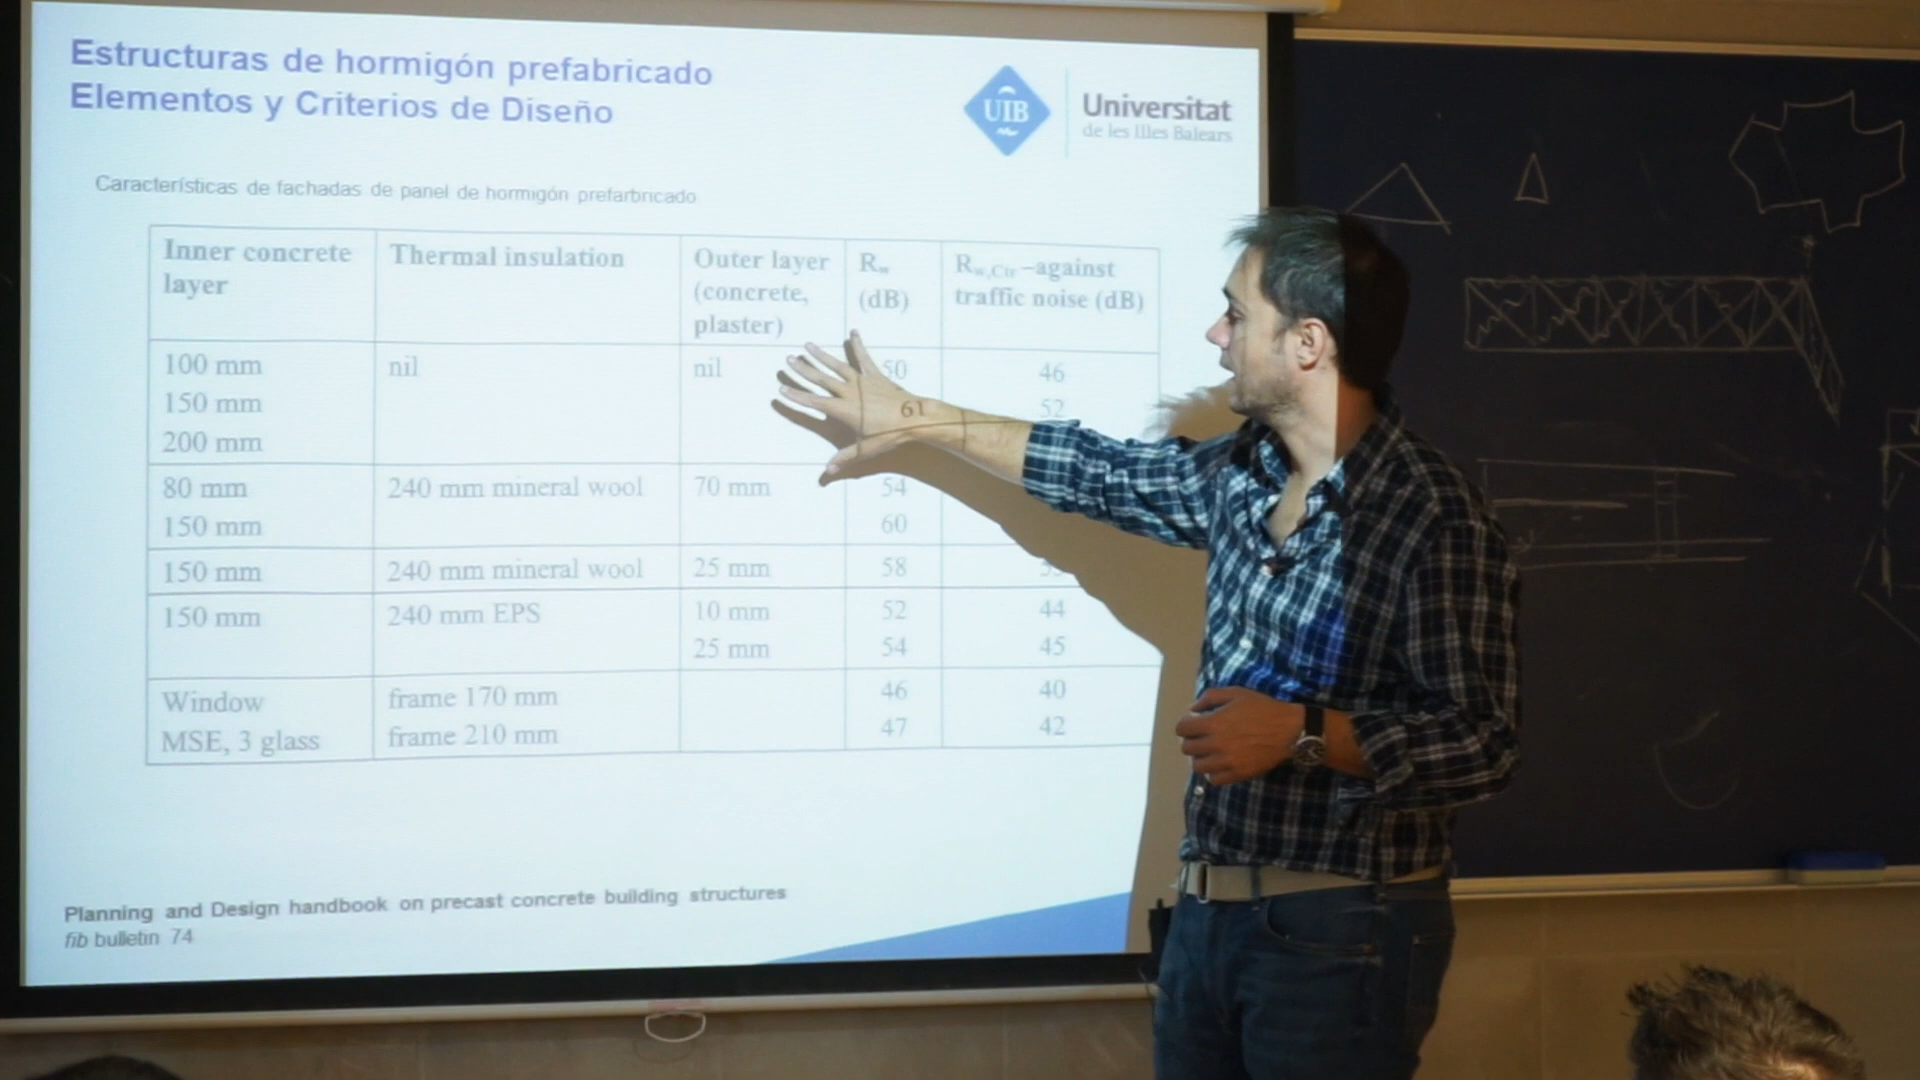 Estructuras de hormigón prefabricado
Elementos y Criterios de Diseño
UIB
Universitat
de les Illes Balears
Características de fachadas de panel de hormigón prefarbricado
Inner concrete layer | Thermal insulation | Outer layer (concrete, plaster) | Rw (dB) | Rw,Ctr–against traffic noise (dB)
100 mm | nil | nil | 50 | 46
150 mm | 52
200 mm | 61
80 mm | 240 mm mineral wool | 70 mm | 54
150 mm | 60
150 mm | 240 mm mineral wool | 25 mm | 58
150 mm | 240 mm EPS | 10 mm | 52 | 44
25 mm | 54 | 45
Window | frame 170 mm | 46 | 40
MSE, 3 glass | frame 210 mm | 47 | 42
Planning and Design handbook on precast concrete building structures
fib bulletin 74